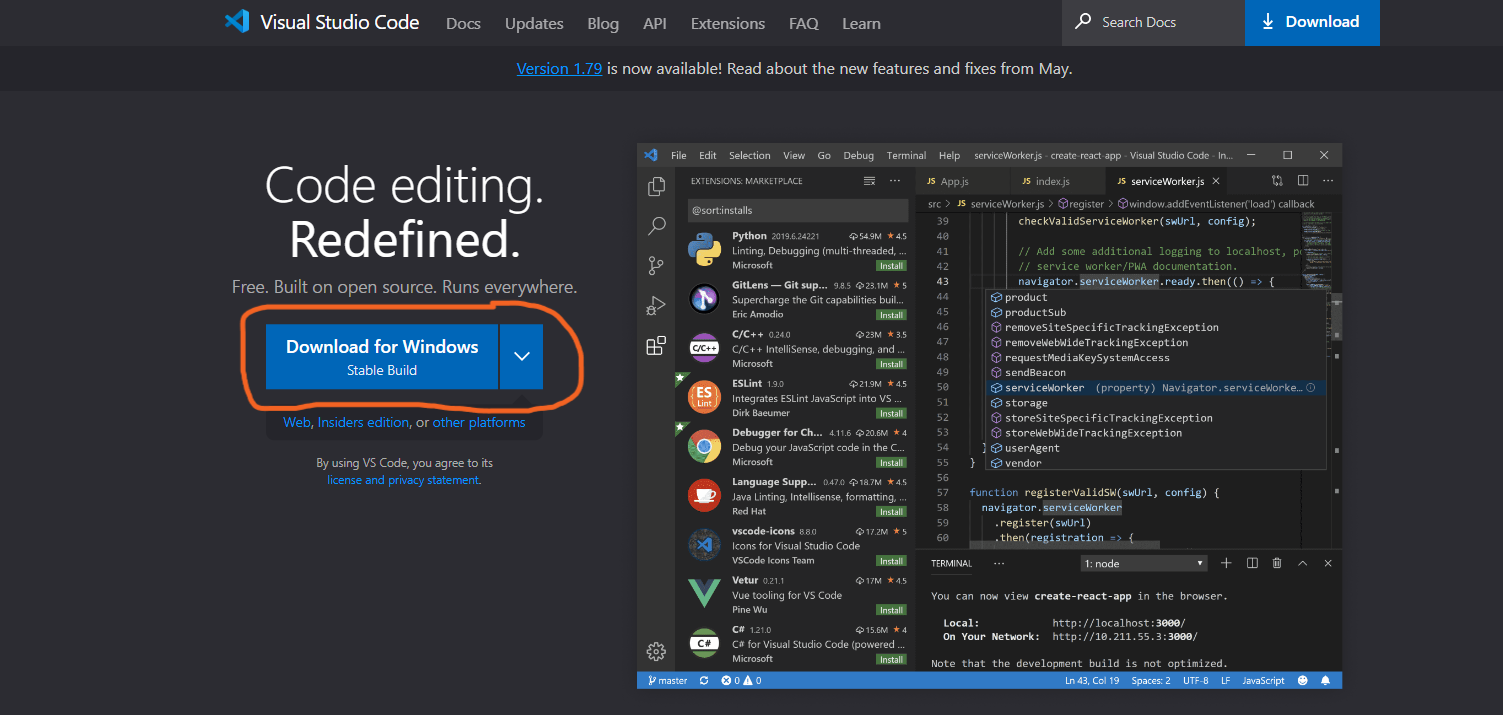 Visual Studio Code Docs Updates Blog API Extensions FAQ Learn Search Docs Download
Version 1.79 is now available! Read about the new features and fixes from May.
Code editing.
Redefined.
Free. Built on open source. Runs everywhere.
Download for Windows
Stable Build
Web, Insiders edition, or other platforms
By using VS Code, you agree to its
license and privacy statement.
File Edit Selection View Go Debug Terminal Help serviceWorker.js - create-react-app - Visual Studio Code - In...
EXTENSIONS: MARKETPLACE
@sort:installs
Python 2019.6.24221 54.9M 4.5
Linting, Debugging (multi-threaded, ...
Microsoft Install
GitLens — Git sup... 9.8.5 23.1M 5
Supercharge the Git capabilities buil...
Eric Amodio Install
C/C++ 0.24.0 23M 3.5
C/C++ IntelliSense, debugging, and ...
Microsoft Install
ESLint 1.9.0 21.9M 4.5
Integrates ESLint JavaScript into VS ...
Dirk Baeumer Install
Debugger for Ch... 4.11.6 20.6M 4
Debug your JavaScript code in the C...
Microsoft Install
Language Supp... 0.47.0 18.7M 4.5
Java Linting, Intellisense, formatting, ...
Red Hat Install
vscode-icons 8.8.0 17.2M 5
Icons for Visual Studio Code
VSCode Icons Team Install
Vetur 0.21.1 17M 4.5
Vue tooling for VS Code
Pine Wu Install
C# 1.21.0 15.6M 4
C# for Visual Studio Code (powered ...
Microsoft Install
C/C++
ES
Lint
C#
JS App.js JS index.js JS serviceWorker.js
src > JS serviceWorker.js > register > window.addEventListener('load') callback
39 checkValidServiceWorker(swUrl, config);
40
41 // Add some additional logging to localhost, po
42 // service worker/PWA documentation.
43 navigator.serviceWorker.ready.then(() => {
44 product
45 productSub
46 removeSiteSpecificTrackingException
47 removeWebWideTrackingException
48 requestMediaKeySystemAccess
49 sendBeacon
50 serviceWorker (property) Navigator.serviceWorke...
51 storage
52 storeSiteSpecificTrackingException
53 storeWebWideTrackingException
54 } userAgent
55 } vendor
56
57 function registerValidSW(swUrl, config) {
58 navigator.serviceWorker
59 .register(swUrl)
60 .then(registration => {
TERMINAL ... 1: node
You can now view create-react-app in the browser.
Local: http://localhost:3000/
On Your Network: http://10.211.55.3:3000/
Note that the development build is not optimized.
master 0 0 Ln 43, Col 19 Spaces: 2 UTF-8 LF JavaScript